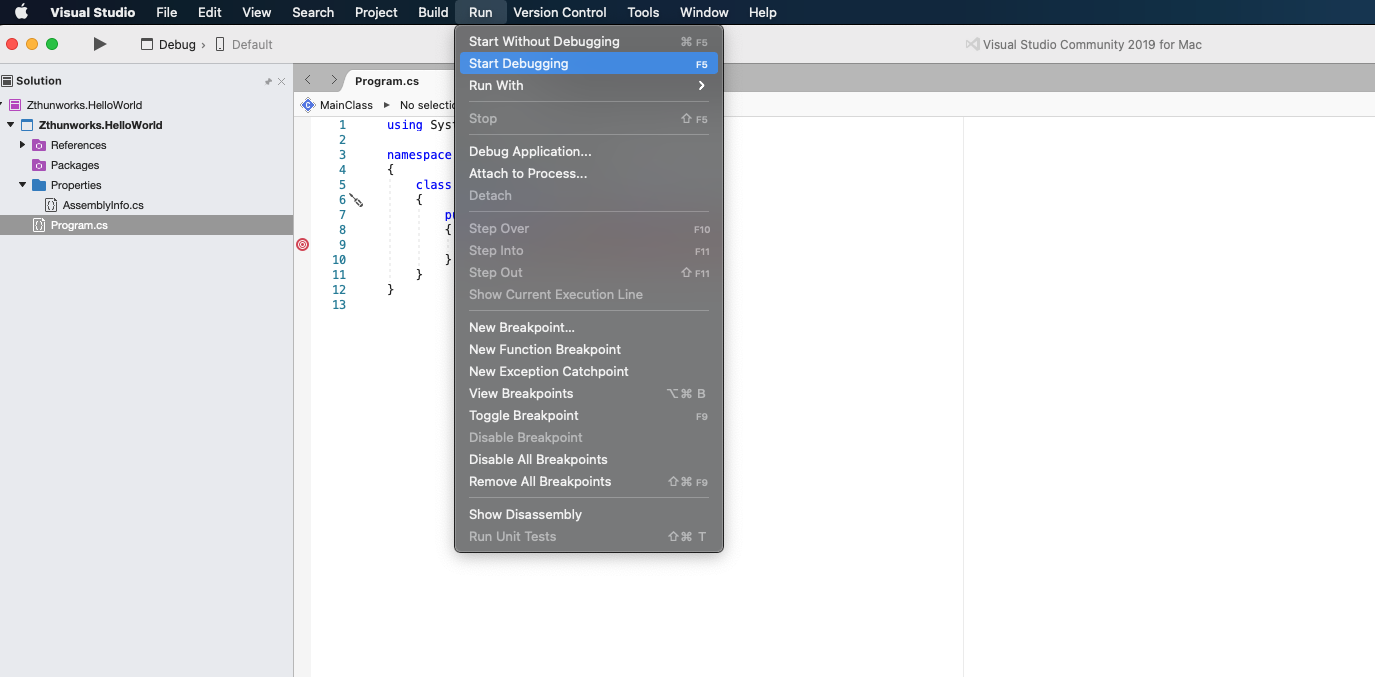 Visual Studio File Edit View Search Project Build Run Version Control Tools Window Help
Debug › Default
Visual Studio Community 2019 for Mac
Solution
Zthunworks.HelloWorld
Zthunworks.HelloWorld
References
Packages
Properties
AssemblyInfo.cs
Program.cs
Program.cs
MainClass No selectio
1 using Syst
2
3 namespace
4 {
5 class
6 {
7 pu
8 {
9
10 }
11 }
12 }
13
Start Without Debugging ⌘ F5
Start Debugging F5
Run With
Stop ⇧ F5
Debug Application...
Attach to Process...
Detach
Step Over F10
Step Into F11
Step Out ⇧ F11
Show Current Execution Line
New Breakpoint...
New Function Breakpoint
New Exception Catchpoint
View Breakpoints ⌥⌘ B
Toggle Breakpoint F9
Disable Breakpoint
Disable All Breakpoints
Remove All Breakpoints ⇧⌘ F9
Show Disassembly
Run Unit Tests ⇧⌘ T